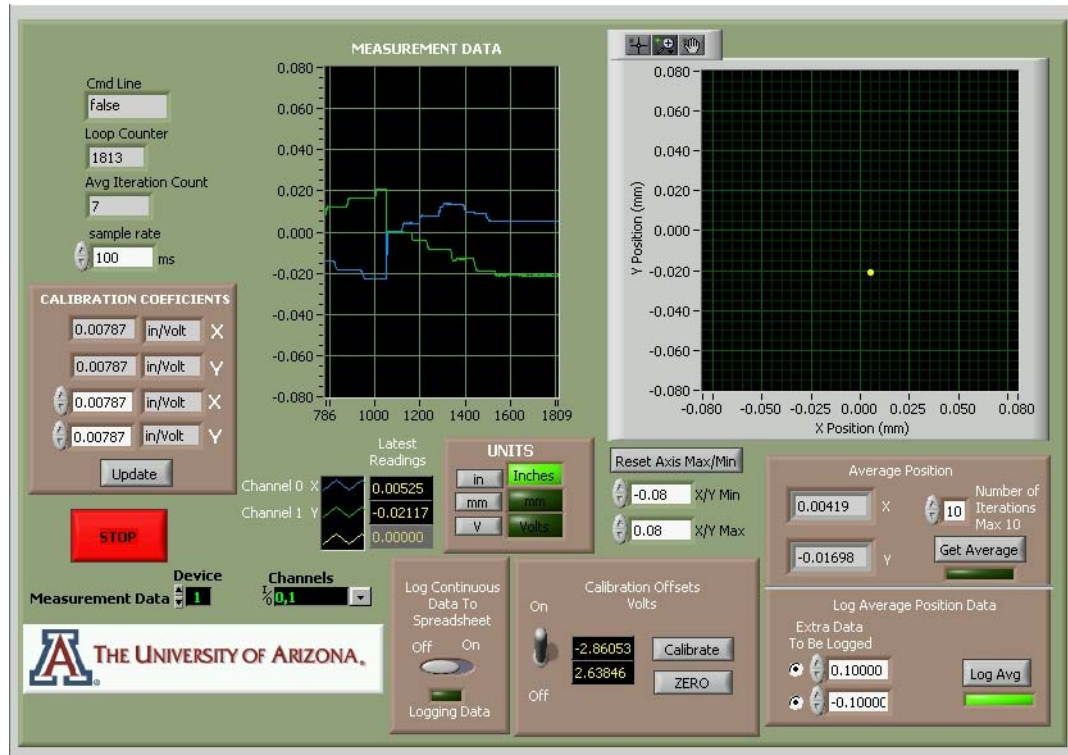 MEASUREMENT DATA
Cmd Line
false
Loop Counter
1813
Avg Iteration Count
7
sample rate
100 ms
0.080
0.060
0.040
0.020
0.000
-0.020
-0.040
-0.060
-0.080
786 1000 1200 1400 1600 1809
0.080
0.060
0.040
0.020
0.000
-0.020
-0.040
-0.060
-0.080
Y Position (mm)
-0.080 -0.050 -0.025 0.000 0.025 0.050 0.080
X Position (mm)
CALIBRATION COEFICIENTS
0.00787 in/Volt X
0.00787 in/Volt Y
0.00787 in/Volt X
0.00787 in/Volt Y
Update
STOP
Latest
Readings
Channel 0 X 0.00525
Channel 1 Y -0.02117
0.00000
UNITS
in Inches
mm mm
V Volts
Reset Axis Max/Min
-0.08 X/Y Min
0.08 X/Y Max
Average Position
0.00419 X
-0.01698 Y
10
Number of
Iterations
Max 10
Get Average
Device
Channels
Measurement Data 1 I/O 0,1
A THE UNIVERSITY OF ARIZONA®
Log Continuous
Data To
Spreadsheet
Off On
Logging Data
Calibration Offsets
Volts
On
Off
-2.86053
2.63846
Calibrate
ZERO
Log Average Position Data
Extra Data
To Be Logged
0.10000
-0.1000
Log Avg